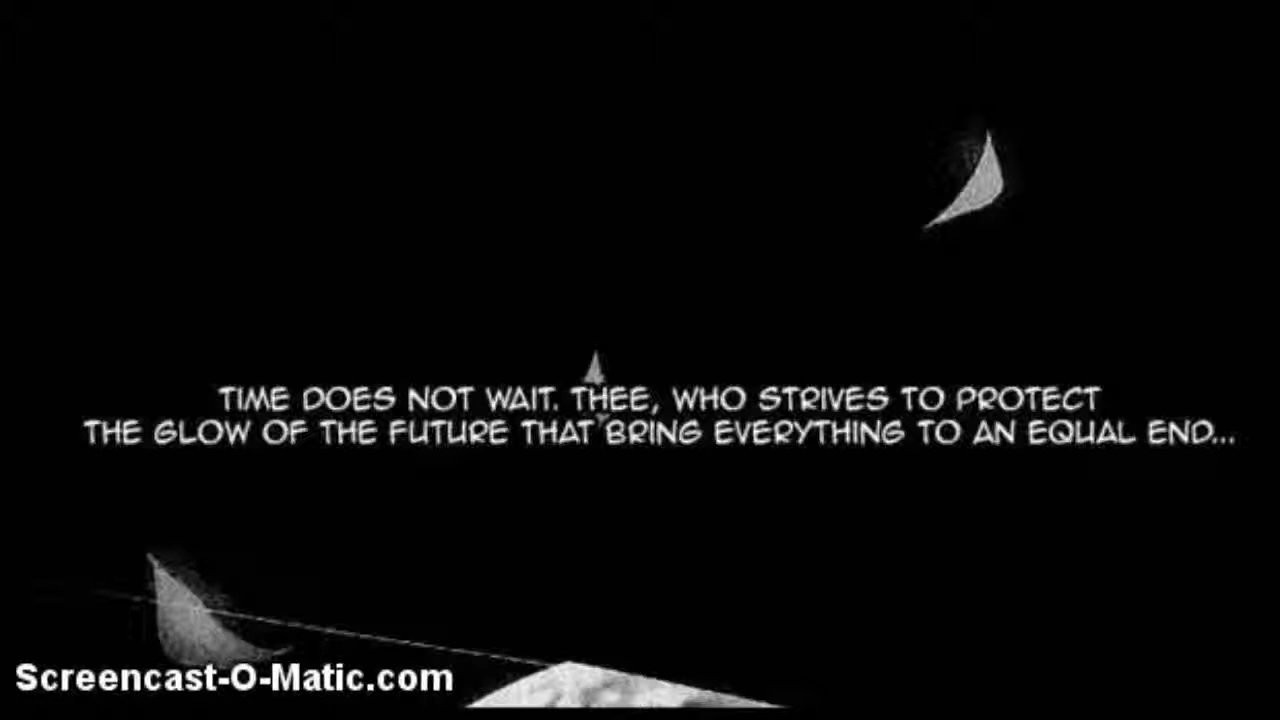 TIME DOES NOT WAIT. THEE, WHO STRIVES TO PROTECT
THE GLOW OF THE FUTURE THAT BRING EVERYTHING TO AN EQUAL END...
Screencast-O-Matic.com